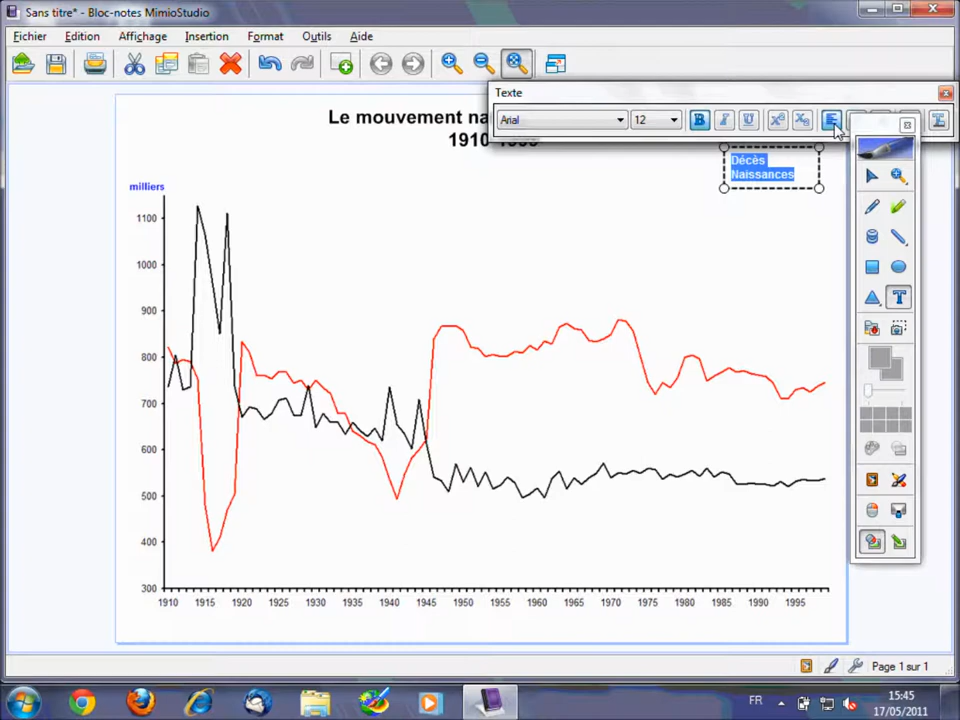 Sans titre* - Bloc-notes MimioStudio
Fichier Edition Affichage Insertion Format Outils Aide
Texte
Arial 12 B I U
Le mouvement
1910
Décès
Naissances
milliers
1100
1000
900
800
700
600
500
400
300
1910 1915 1920 1925 1930 1935 1940 1945 1950 1955 1960 1965 1970 1975 1980 1985 1990 1995
Page 1 sur 1
FR
15:45
17/05/2011